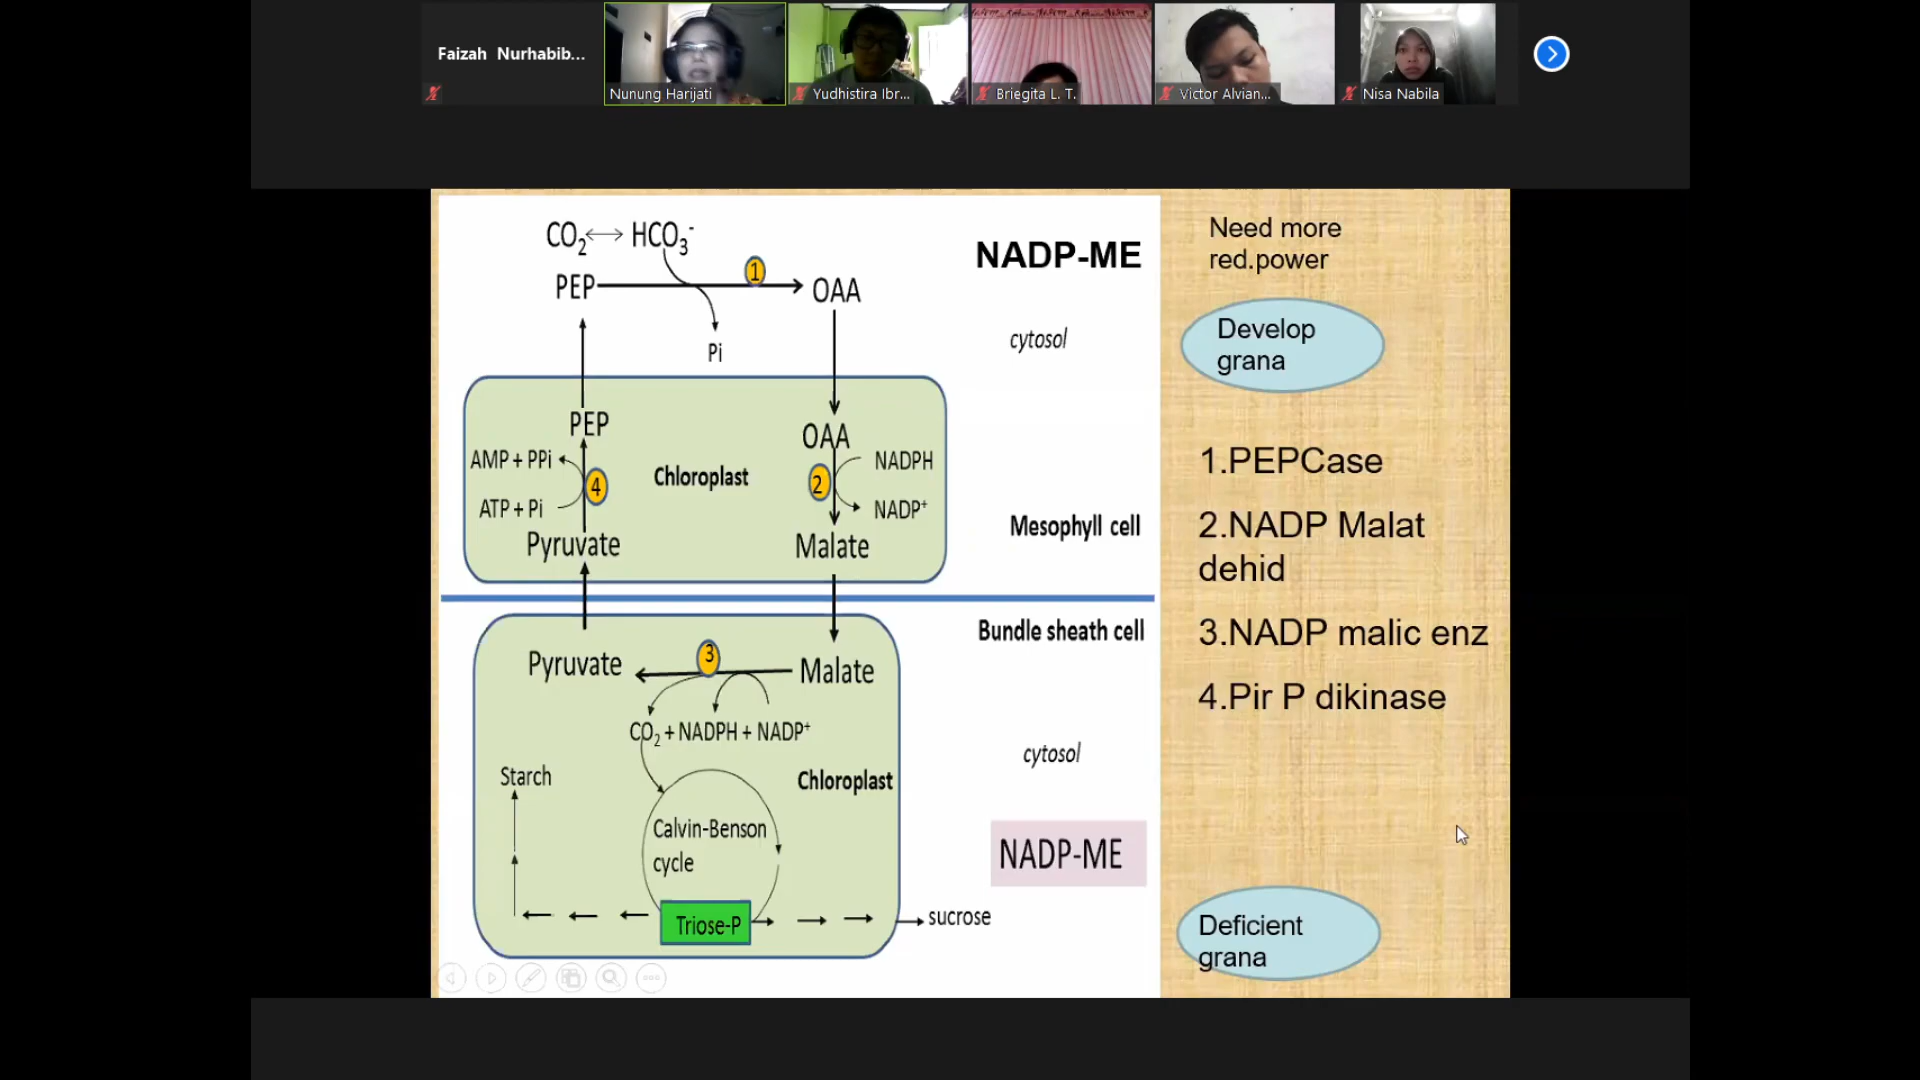 Faizah Nurhabib...
Nunung Harijati
Yudhistira Ibr...
Briegita L. T.
Victor Alvian...
Nisa Nabila
CO2 ↔ HCO3-
PEP
1
OAA
Pi
NADP-ME
cytosol
PEP
OAA
AMP + PPi
4
Chloroplast
2
NADPH
ATP + Pi
NADP+
Pyruvate
Malate
Mesophyll cell
Bundle sheath cell
Pyruvate
3
Malate
CO2 + NADPH + NADP+
cytosol
Starch
Chloroplast
Calvin-Benson
cycle
NADP-ME
Triose-P
sucrose
Need more
red.power
Develop
grana
1.PEPCase
2.NADP Malat
dehid
3.NADP malic enz
4.Pir P dikinase
Deficient
grana